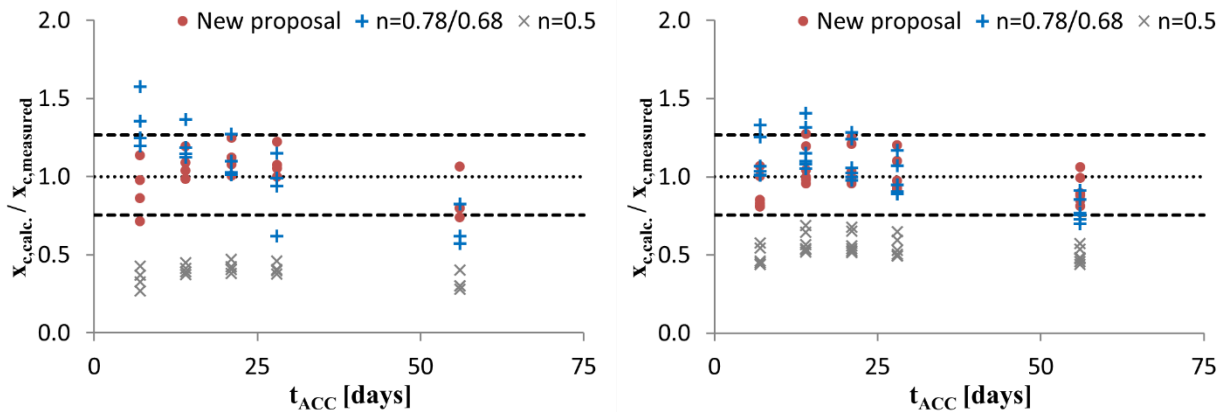 New proposal n=0.78/0.68 n=0.5
2.0
1.5
1.0
0.5
0.0
x_c,calc. / x_c,measured
0 25 50 75
t_ACC [days]
New proposal n=0.78/0.68 n=0.5
2.0
1.5
1.0
0.5
0.0
x_c,calc. / x_c,measured
0 25 50 75
t_ACC [days]